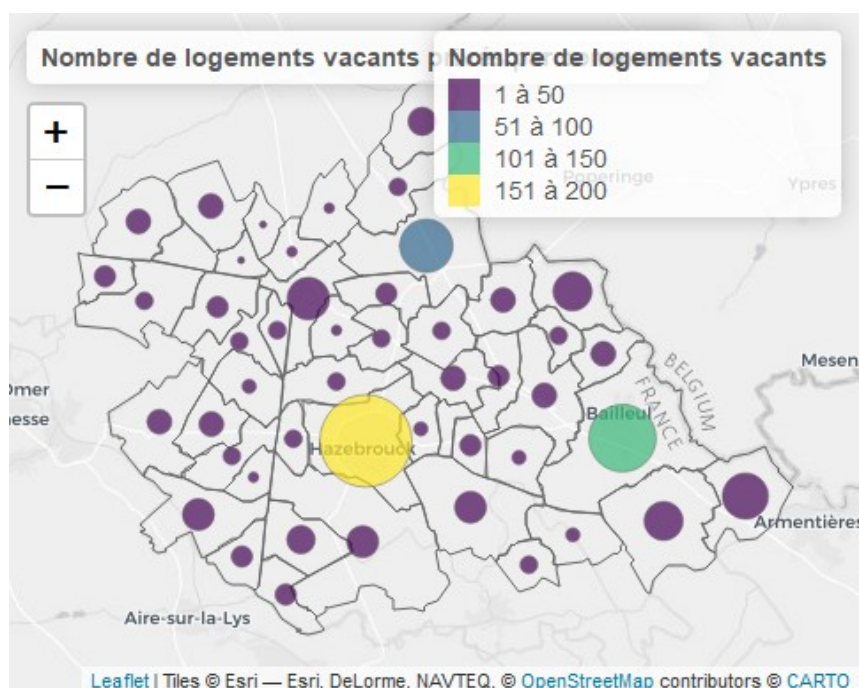 Nombre de logements vacants
Nombre de logements vacants
1 à 50
51 à 100
101 à 150
151 à 200
+
−
Poperinge
Ypres
Mesen
Omer
nesse
BELGIUM
FRANCE
Bailleul
Hazebrouck
Armentières
Aire-sur-la-Lys
Leaflet | Tiles © Esri — Esri, DeLorme, NAVTEQ, © OpenStreetMap contributors © CARTO